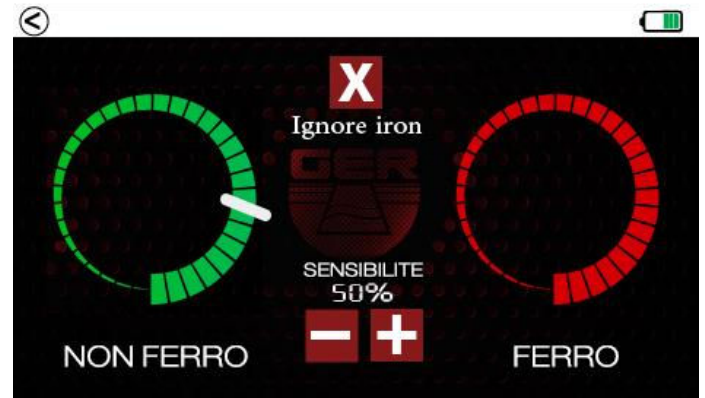 X
Ignore iron
GER
SENSIBILITE
50%
NON FERRO
FERRO